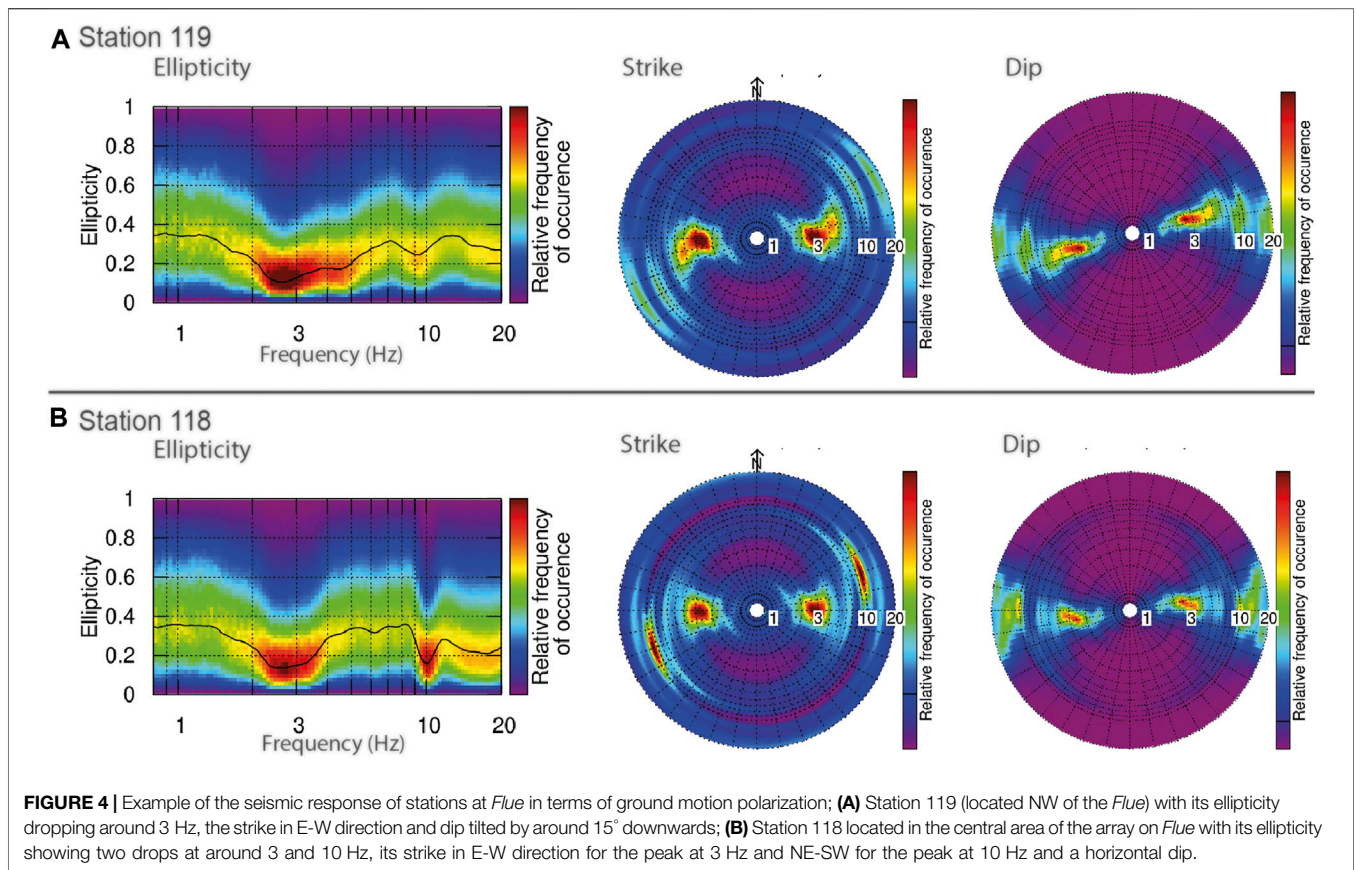 A Station 119
Ellipticity
Strike
Dip
N
1
0.8
0.6
0.4
0.2
0
Ellipticity
1
3
10
20
Frequency (Hz)
Relative frequency
of occurence
1
3
10
20
Relative frequency of occurence
1
3
10
20
Relative frequency of occurence
B Station 118
Ellipticity
Strike
Dip
N
1
0.8
0.6
0.4
0.2
0
Ellipticity
1
3
10
20
Frequency (Hz)
Relative frequency
of occurence
1
3
10
20
Relative frequency of occurence
1
3
10
20
Relative frequency of occurence
FIGURE 4 | Example of the seismic response of stations at Flue in terms of ground motion polarization; (A) Station 119 (located NW of the Flue) with its ellipticity
dropping around 3 Hz, the strike in E-W direction and dip tilted by around 15° downwards; (B) Station 118 located in the central area of the array on Flue with its ellipticity
showing two drops at around 3 and 10 Hz, its strike in E-W direction for the peak at 3 Hz and NE-SW for the peak at 10 Hz and a horizontal dip.